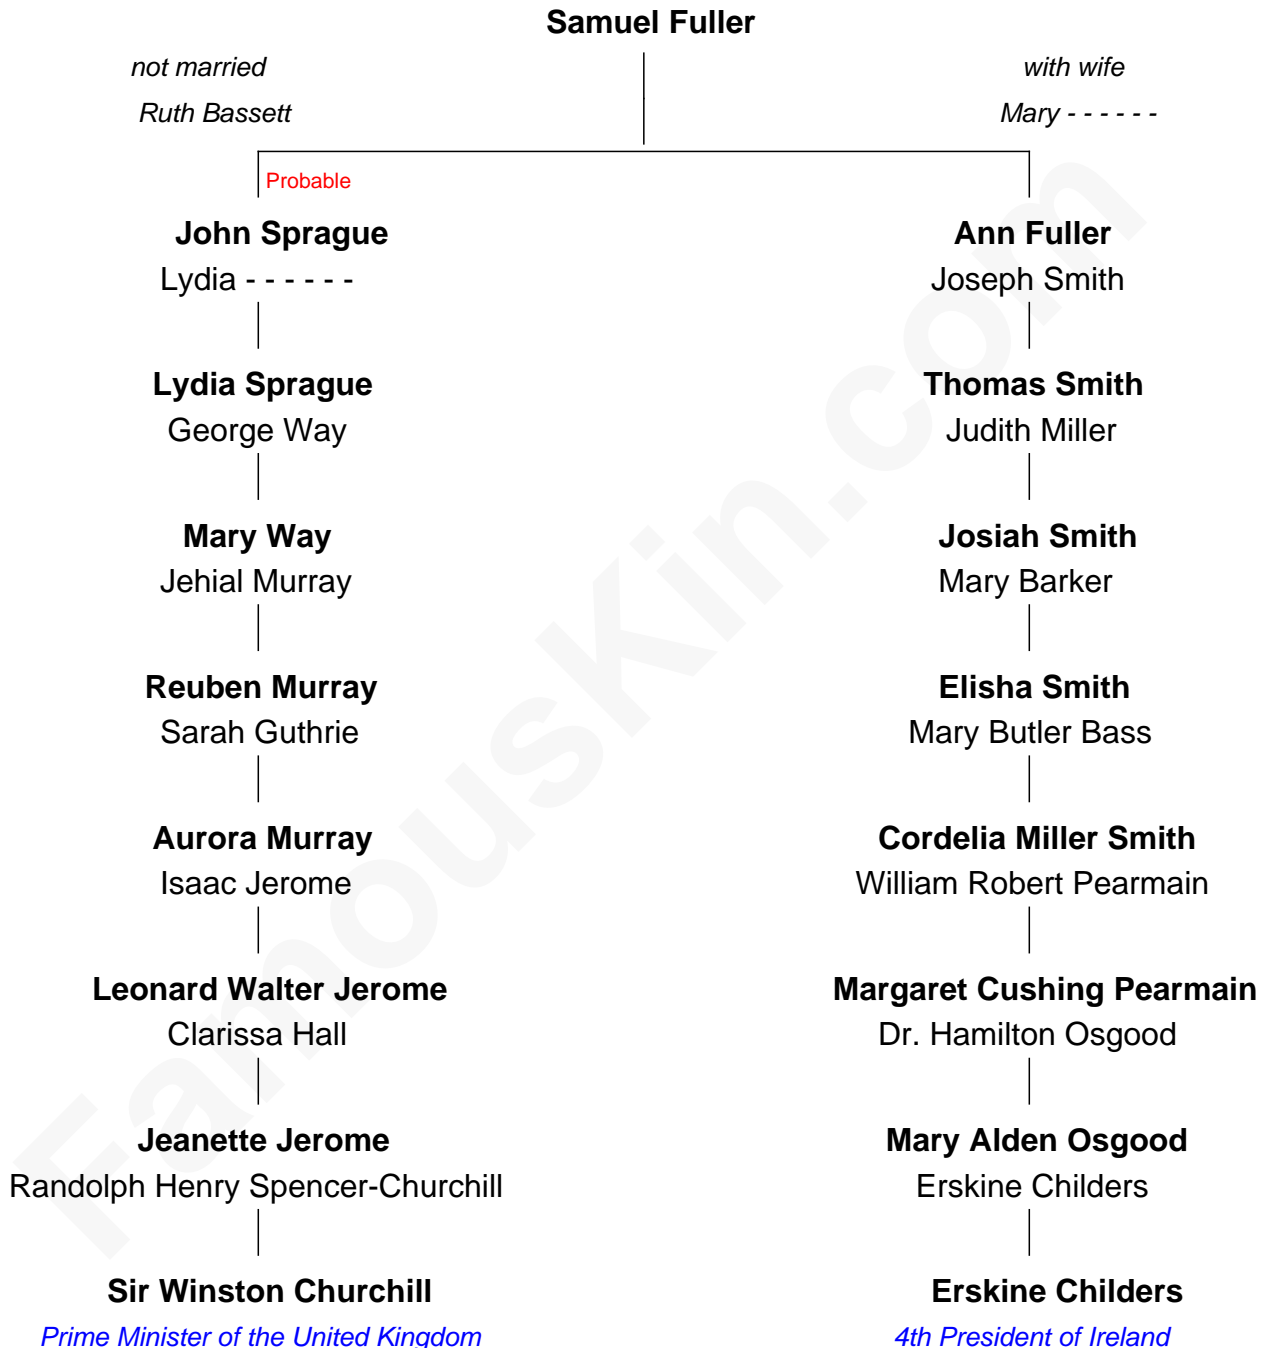 Samuel Fuller
not married
with wife
Ruth Bassett
Mary - - - - - -
Probable
John Sprague
Ann Fuller
Lydia - - - - - -
Joseph Smith
Lydia Sprague
Thomas Smith
George Way
Judith Miller
Mary Way
Josiah Smith
Jehial Murray
Mary Barker
Reuben Murray
Elisha Smith
Sarah Guthrie
Mary Butler Bass
Aurora Murray
Cordelia Miller Smith
Isaac Jerome
William Robert Pearmain
Leonard Walter Jerome
Margaret Cushing Pearmain
Clarissa Hall
Dr. Hamilton Osgood
Jeanette Jerome
Mary Alden Osgood
Randolph Henry Spencer-Churchill
Erskine Childers
Sir Winston Churchill
Erskine Childers
Prime Minister of the United Kingdom
4th President of Ireland
FamousKin.com